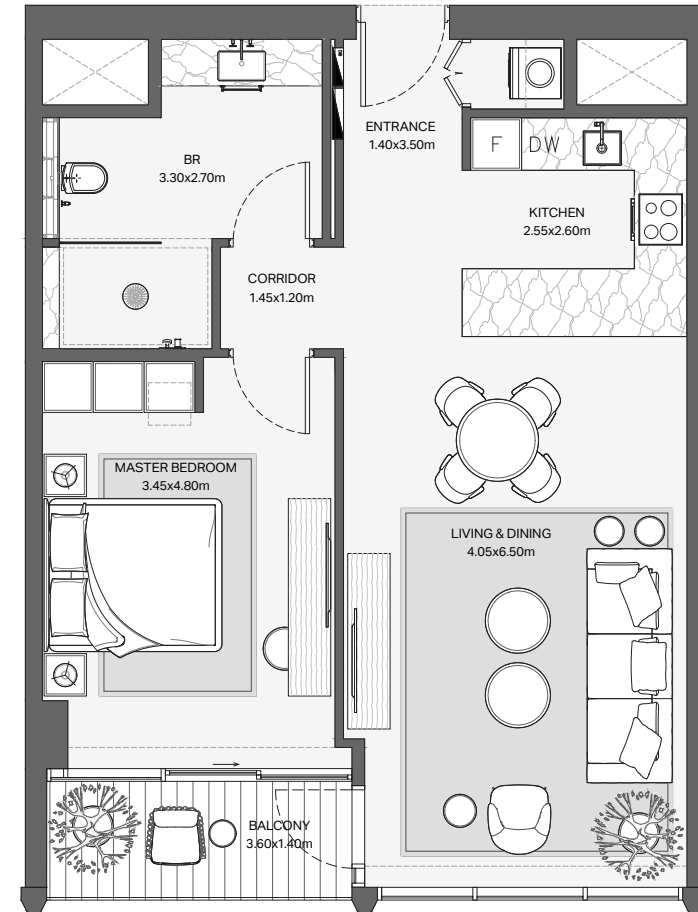 ENTRANCE
1.40x3.50m
BR
3.30x2.70m
F
DW
KITCHEN
2.55x2.60m
CORRIDOR
1.45x1.20m
MASTER BEDROOM
3.45x4.80m
LIVING & DINING
4.05x6.50m
BALCONY
3.60x1.40m